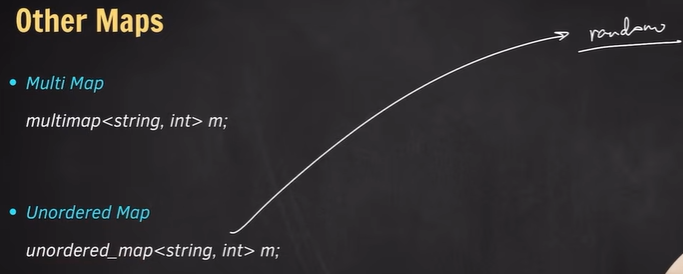 Other Maps
random
• Multi Map
multimap<string, int> m;
• Unordered Map
unordered_map<string, int> m;